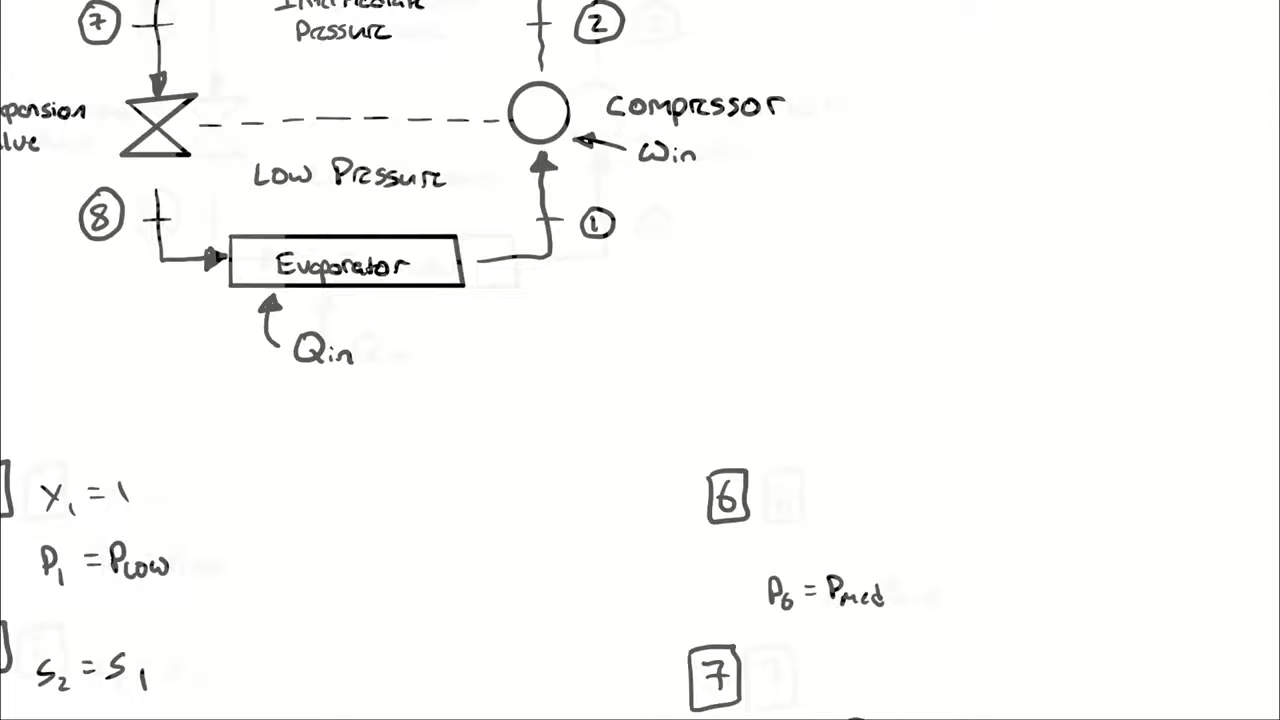 7
Pressure
2
Compressor
Win
Low Pressure
8
1
Evaporator
Qin
x₁ = 1
6
P₁ = PLOW
P₆ = Pmed
S₂ = S₁
7